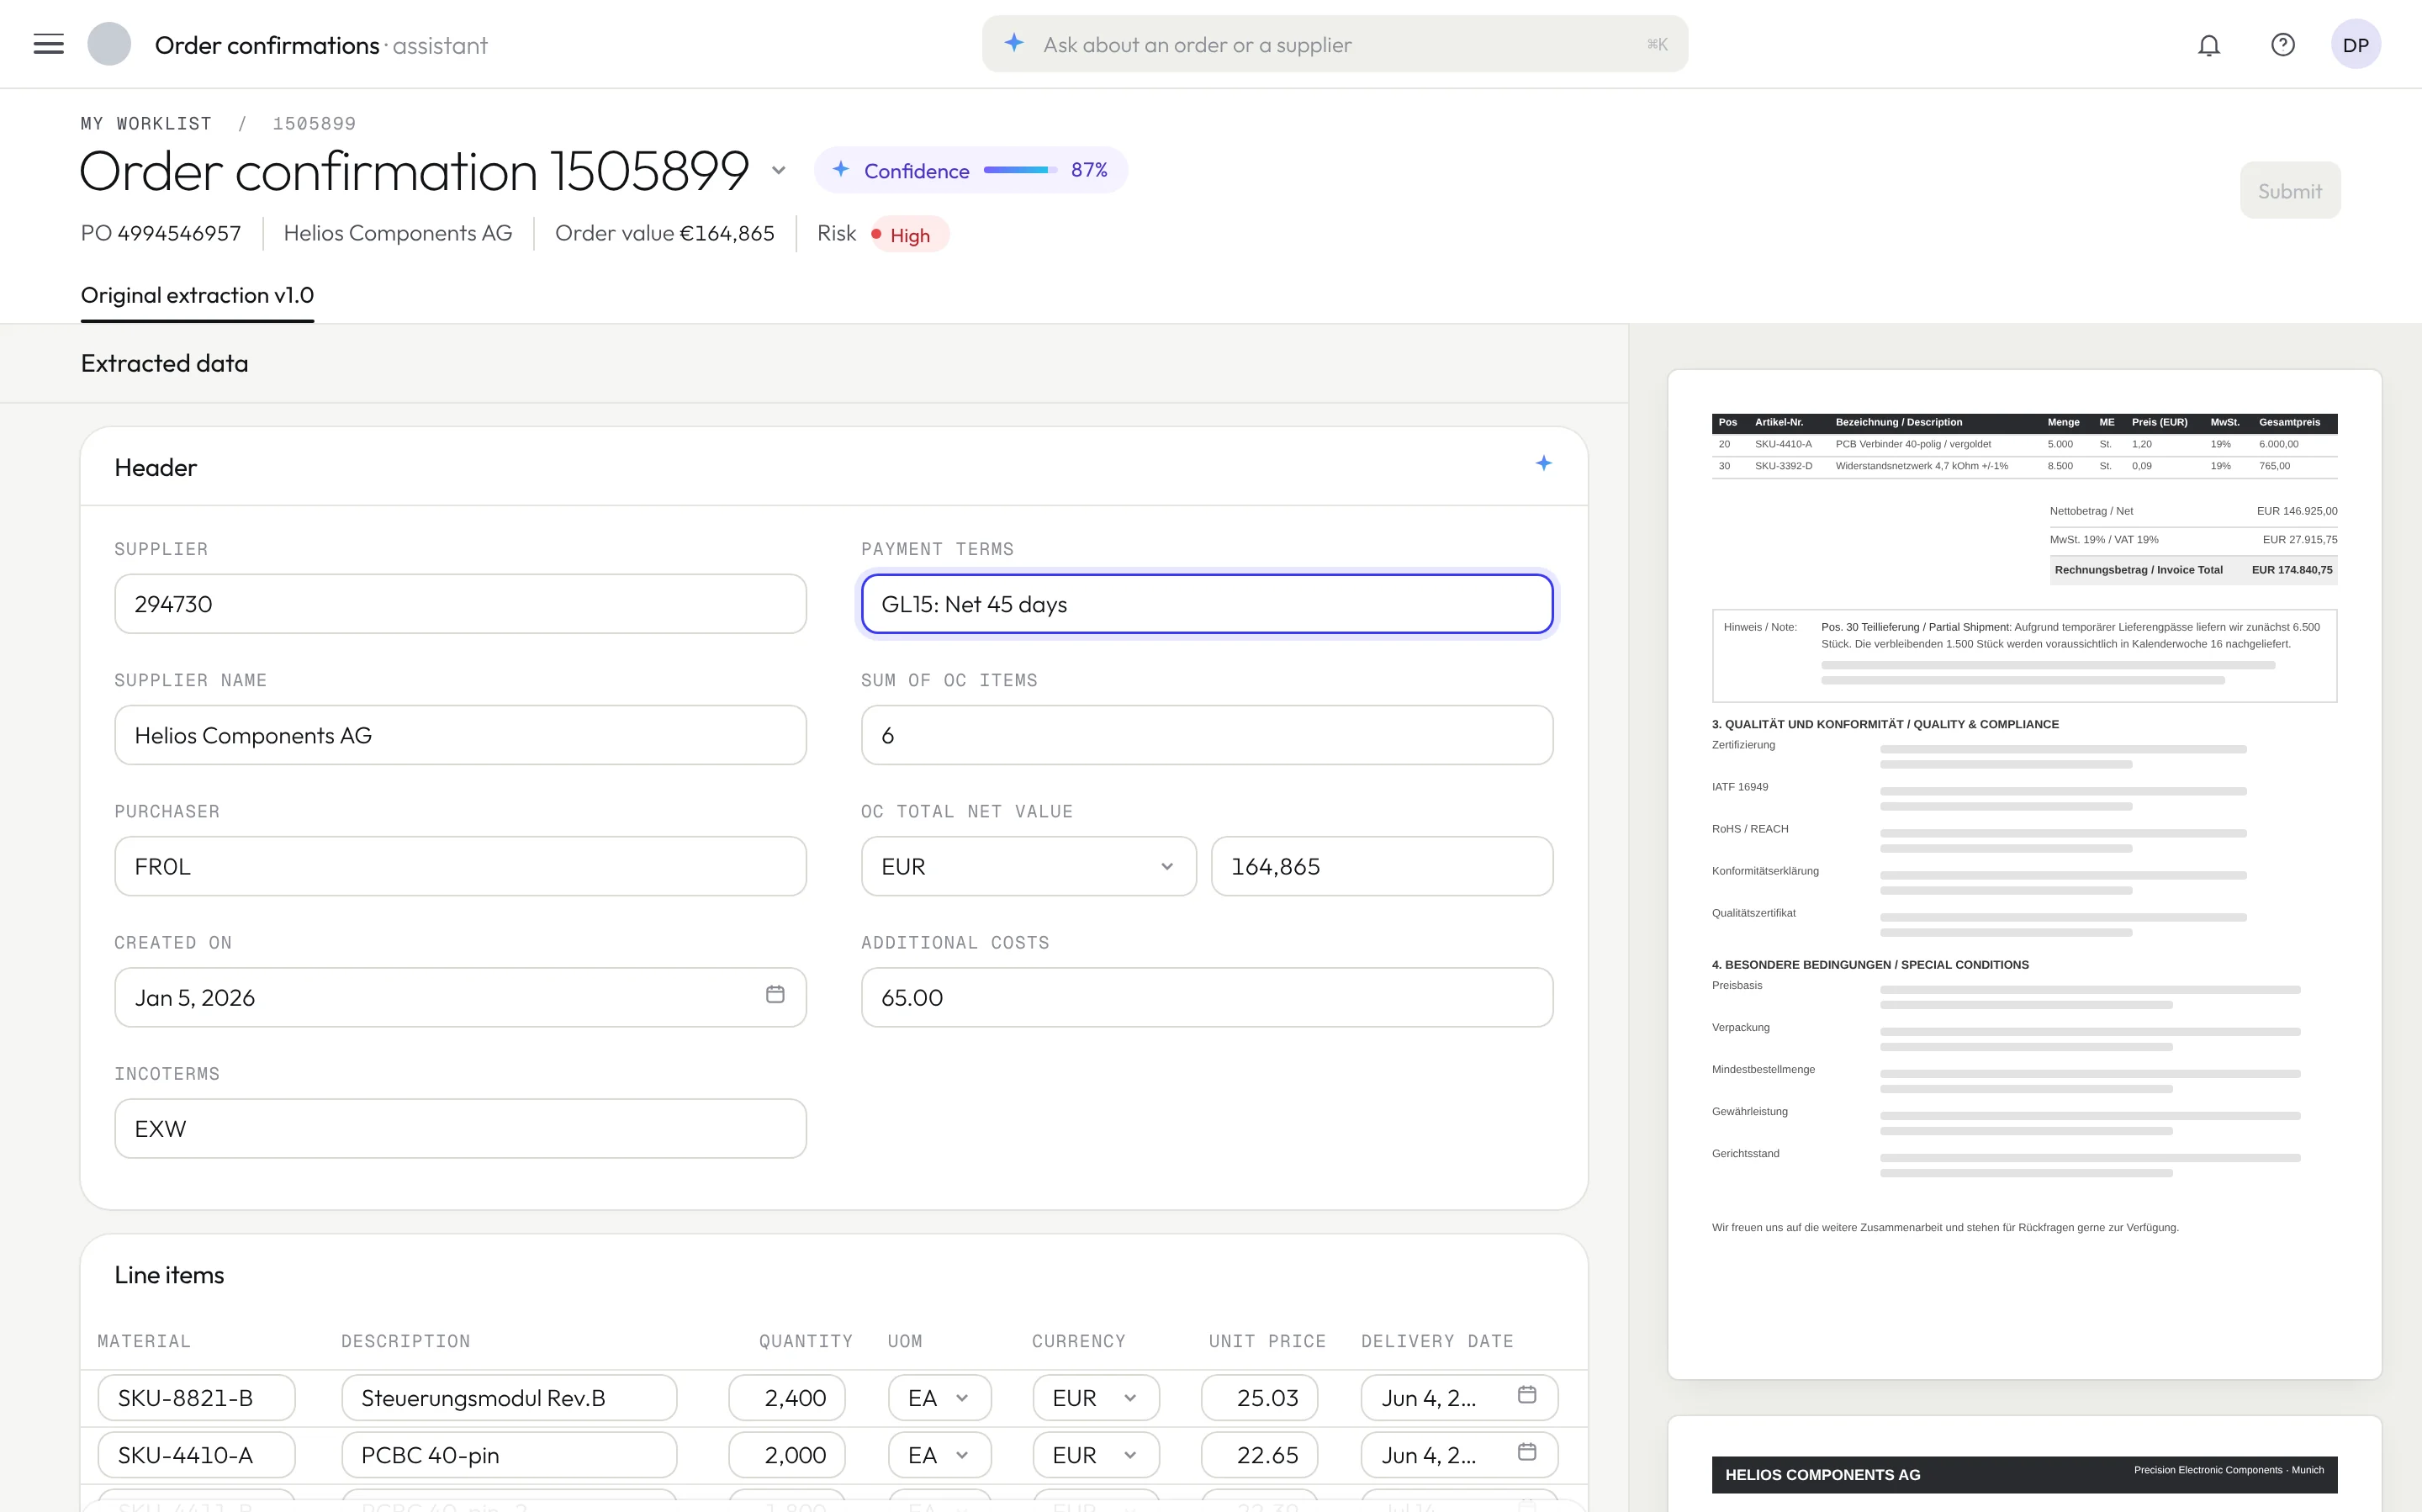 Order confirmations · assistant
Ask about an order or a supplier
⌘K
DP
MY WORKLIST / 1505899
Order confirmation 1505899
Confidence 87%
Submit
PO 4994546957
Helios Components AG
Order value €164,865
Risk High
Original extraction v1.0
Extracted data
Header
SUPPLIER
294730
PAYMENT TERMS
GL15: Net 45 days
SUPPLIER NAME
Helios Components AG
SUM OF OC ITEMS
6
PURCHASER
FR0L
OC TOTAL NET VALUE
EUR 164,865
CREATED ON
Jan 5, 2026
ADDITIONAL COSTS
65.00
INCOTERMS
EXW
Line items
MATERIAL DESCRIPTION QUANTITY UOM CURRENCY UNIT PRICE DELIVERY DATE
SKU-8821-B Steuerungsmodul Rev.B 2,400 EA EUR 25.03 Jun 4, 2...
SKU-4410-A PCBC 40-pin 2,000 EA EUR 22.65 Jun 4, 2...
Pos Artikel-Nr. Bezeichnung / Description Menge ME Preis (EUR) MwSt. Gesamtpreis
20 SKU-4410-A PCB Verbinder 40-polig / vergoldet 5.000 St. 1,20 19% 6.000,00
30 SKU-3392-D Widerstandsnetzwerk 4,7 kOhm +/-1% 8.500 St. 0,09 19% 765,00
Nettobetrag / Net EUR 146.925,00
MwSt. 19% / VAT 19% EUR 27.915,75
Rechnungsbetrag / Invoice Total EUR 174.840,75
Hinweis / Note: Pos. 30 Teillieferung / Partial Shipment: Aufgrund temporärer Lieferengpässe liefern wir zunächst 6.500
Stück. Die verbleibenden 1.500 Stück werden voraussichtlich in Kalenderwoche 16 nachgeliefert.
3. QUALITÄT UND KONFORMITÄT / QUALITY & COMPLIANCE
Zertifizierung
IATF 16949
RoHS / REACH
Konformitätserklärung
Qualitätszertifikat
4. BESONDERE BEDINGUNGEN / SPECIAL CONDITIONS
Preisbasis
Verpackung
Mindestbestellmenge
Gewährleistung
Gerichtsstand
Wir freuen uns auf die weitere Zusammenarbeit und stehen für Rückfragen gerne zur Verfügung.
HELIOS COMPONENTS AG
Precision Electronic Components · Munich